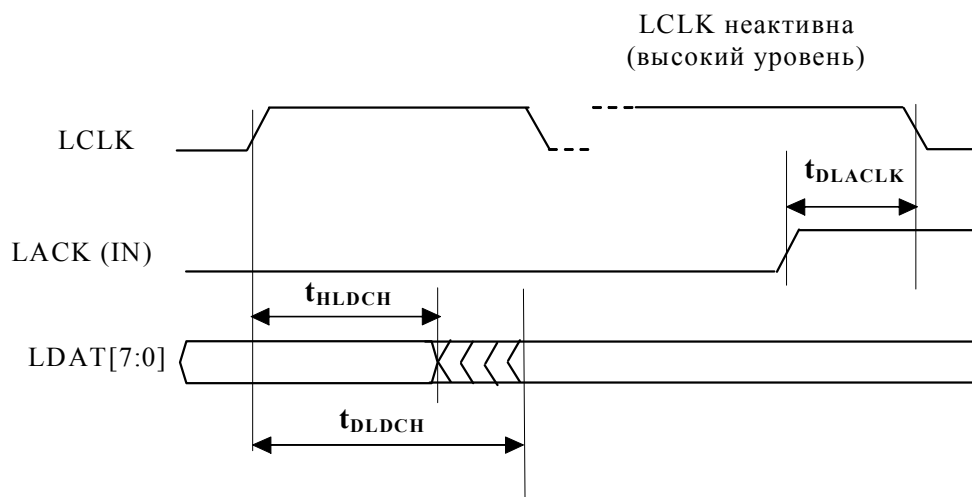 LCLK неактивна
(высокий уровень)
LCLK
tDLACLK
LACK (IN)
tHLDCH
LDAT[7:0]
tDLDCH